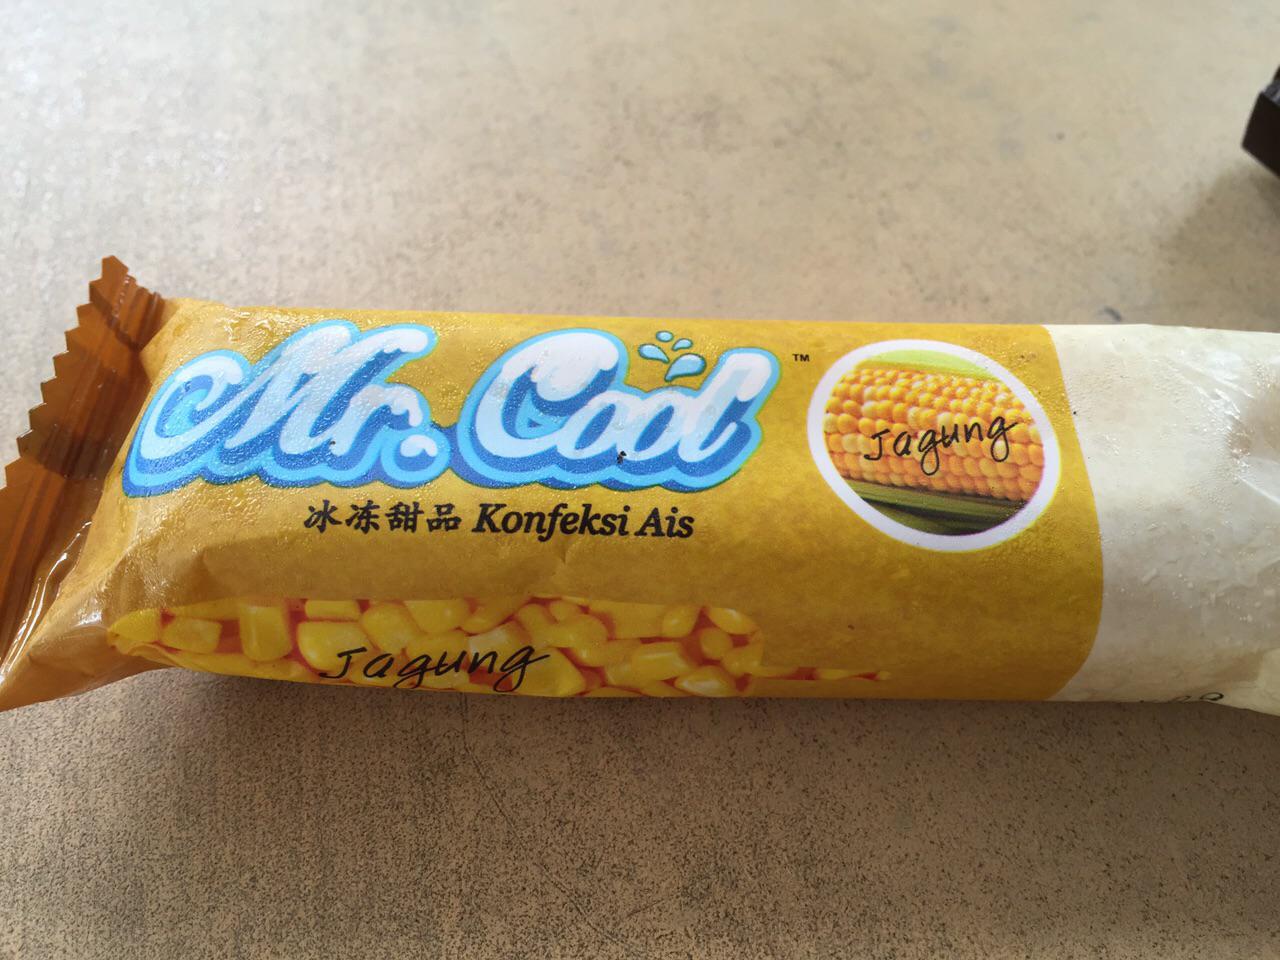 Mr. Cool ™
冰冻甜品 Konfeksi Ais
Jagung
Jagung